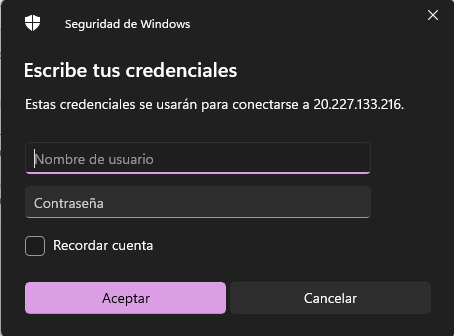 Seguridad de Windows
Escribe tus credenciales
Estas credenciales se usarán para conectarse a 20.227.133.216.
Nombre de usuario
Contraseña
Recordar cuenta
Aceptar
Cancelar